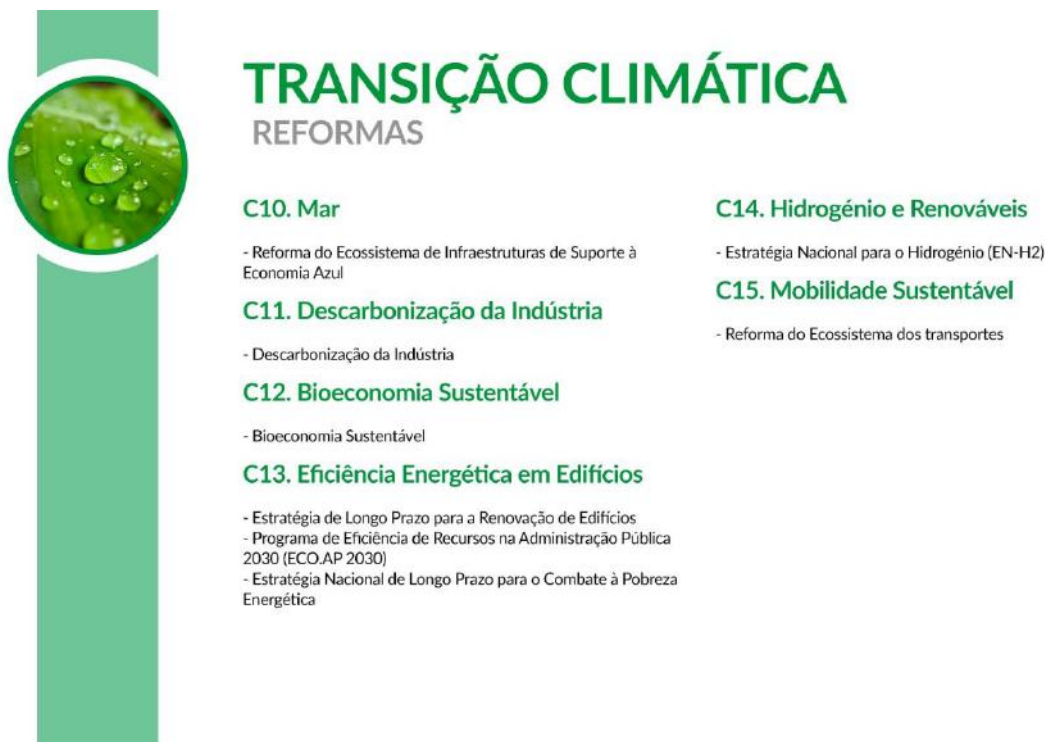 TRANSIÇÃO CLIMÁTICA
REFORMAS
C10. Mar
- Reforma do Ecossistema de Infraestruturas de Suporte à
Economia Azul
C11. Descarbonização da Indústria
- Descarbonização da Indústria
C12. Bioeconomia Sustentável
- Bioeconomia Sustentável
C13. Eficiência Energética em Edifícios
- Estratégia de Longo Prazo para a Renovação de Edifícios
- Programa de Eficiência de Recursos na Administração Pública
2030 (ECO.AP 2030)
- Estratégia Nacional de Longo Prazo para o Combate à Pobreza
Energética
C14. Hidrogénio e Renováveis
- Estratégia Nacional para o Hidrogénio (EN-H2)
C15. Mobilidade Sustentável
- Reforma do Ecossistema dos transportes